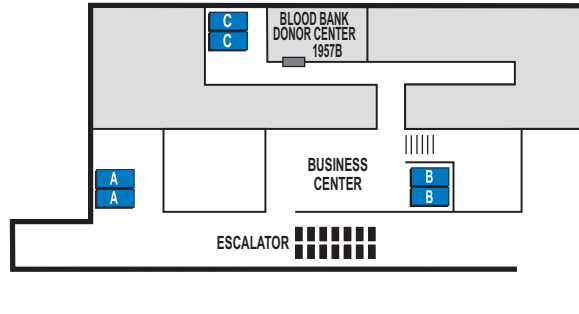 C
C
BLOOD BANK
DONOR CENTER
1957B
A
A
BUSINESS
CENTER
B
B
ESCALATOR